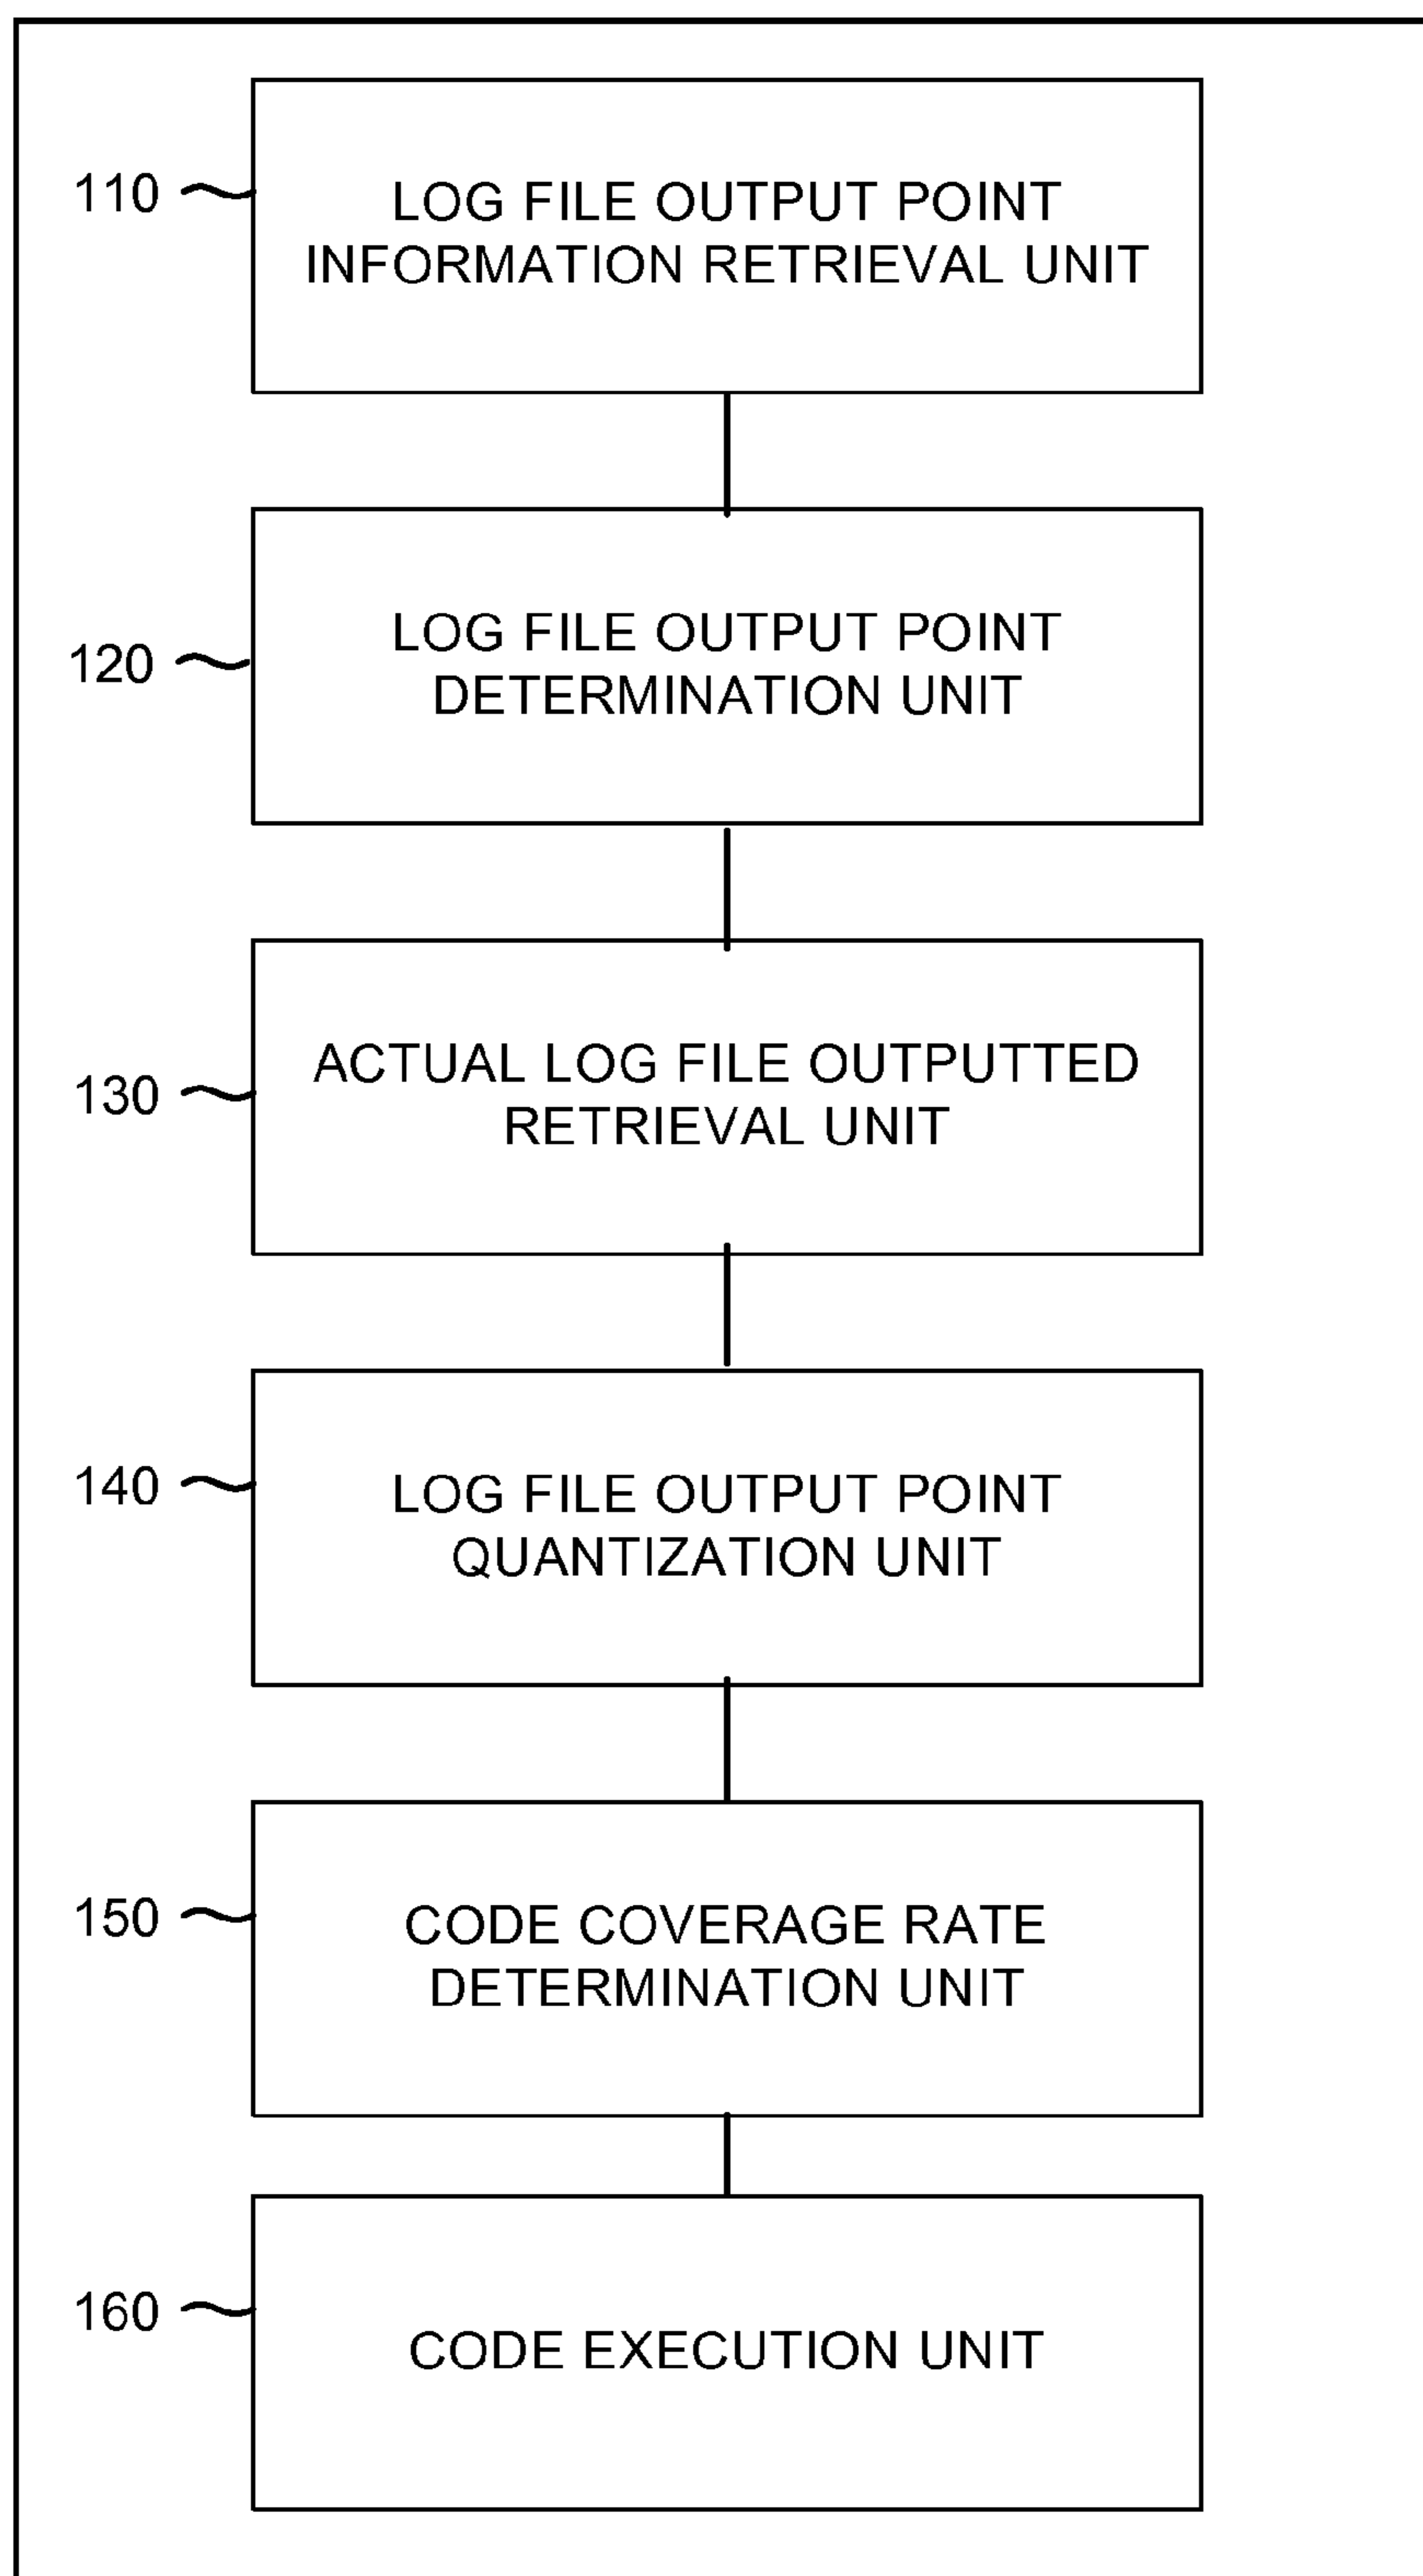 110
LOG FILE OUTPUT POINT
INFORMATION RETRIEVAL UNIT
120
LOG FILE OUTPUT POINT
DETERMINATION UNIT
130
ACTUAL LOG FILE OUTPUTTED
RETRIEVAL UNIT
140
LOG FILE OUTPUT POINT
QUANTIZATION UNIT
150
CODE COVERAGE RATE
DETERMINATION UNIT
160
CODE EXECUTION UNIT